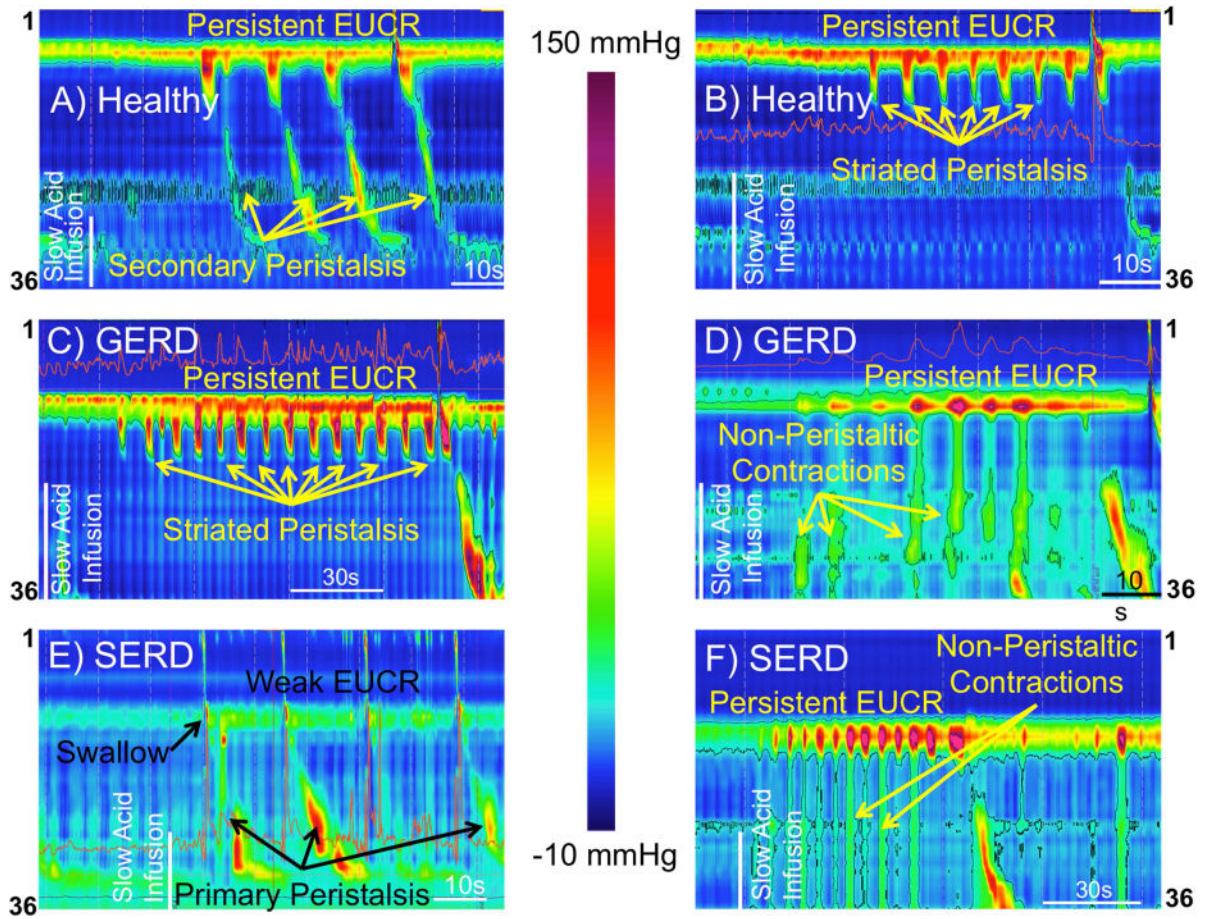 1
Persistent EUCR
A) Healthy
Slow Acid
Infusion
Secondary Peristalsis
10s
36
150 mmHg
-10 mmHg
1
Persistent EUCR
B) Healthy
Striated Peristalsis
Slow Acid
Infusion
10s
36
1
C) GERD
Persistent EUCR
Striated Peristalsis
Slow Acid
Infusion
30s
36
1
D) GERD
Persistent EUCR
Non-Peristaltic
Contractions
Slow Acid
Infusion
10
s
36
1
E) SERD
Weak EUCR
Swallow
Slow Acid
Infusion
Primary Peristalsis
10s
36
1
F) SERD
Non-Peristaltic
Contractions
Persistent EUCR
Slow Acid
Infusion
30s
36